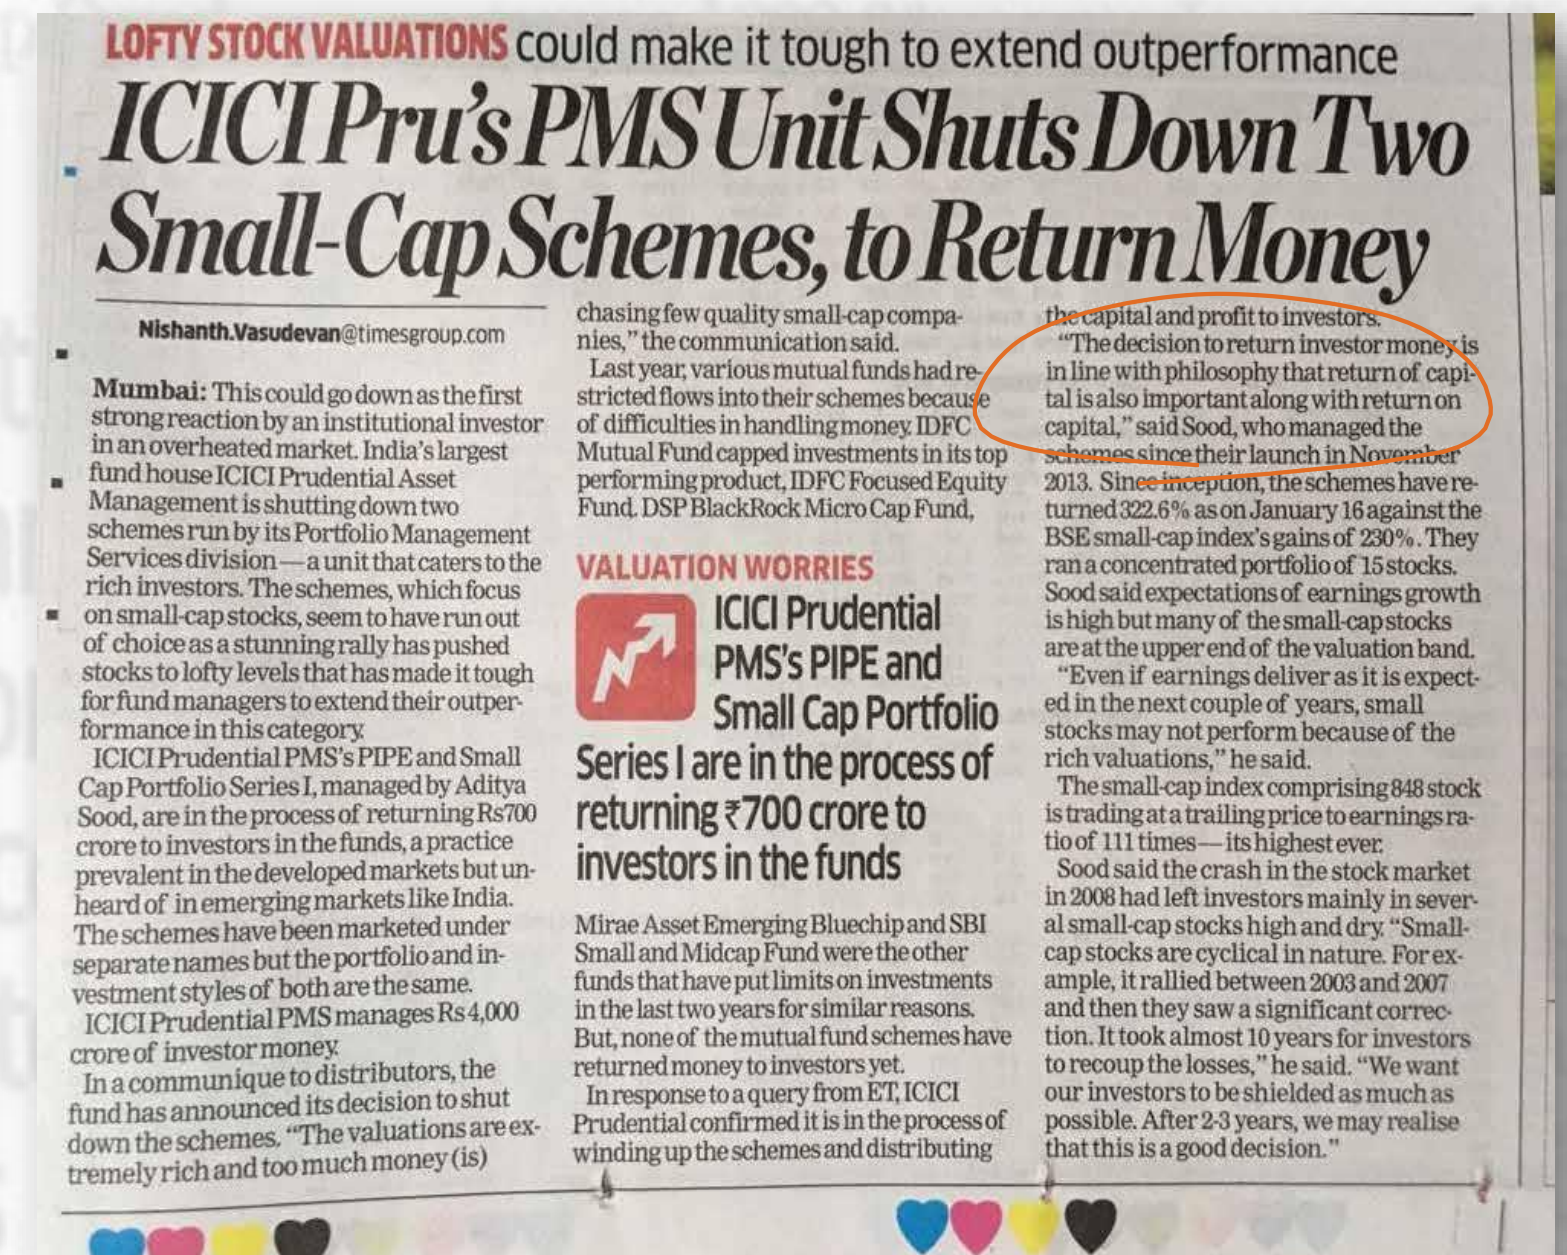 LOFTY STOCK VALUATIONS could make it tough to extend outperformance
ICICI Pru's PMS Unit Shuts Down Two
Small-Cap Schemes, to Return Money
Nishanth.Vasudevan@timesgroup.com
Mumbai: This could go down as the first
strong reaction by an institutional investor
in an overheated market. India's largest
fund house ICICI Prudential Asset
Management is shutting down two
schemes run by its Portfolio Management
Services division—a unit that caters to the
rich investors. The schemes, which focus
on small-cap stocks, seem to have run out
of choice as a stunning rally has pushed
stocks to lofty levels that has made it tough
for fund managers to extend their outper-
formance in this category.
ICICI Prudential PMS's PIPE and Small
Cap Portfolio Series I, managed by Aditya
Sood, are in the process of returning Rs700
crore to investors in the funds, a practice
prevalent in the developed markets but un-
heard of in emerging markets like India.
The schemes have been marketed under
separate names but the portfolio and in-
vestment styles of both are the same.
ICICI Prudential PMS manages Rs 4,000
crore of investor money.
In a communique to distributors, the
fund has announced its decision to shut
down the schemes. "The valuations are ex-
tremely rich and too much money (is)
chasing few quality small-cap compa-
nies," the communication said.
Last year, various mutual funds had re-
stricted flows into their schemes because
of difficulties in handling money. IDFC
Mutual Fund capped investments in its top
performing product, IDFC Focused Equity
Fund. DSP BlackRock Micro Cap Fund,
VALUATION WORRIES
ICICI Prudential
PMS's PIPE and
Small Cap Portfolio
Series I are in the process of
returning ₹700 crore to
investors in the funds
Mirae Asset Emerging Bluechip and SBI
Small and Midcap Fund were the other
funds that have put limits on investments
in the last two years for similar reasons.
But, none of the mutual fund schemes have
returned money to investors yet.
In response to a query from ET, ICICI
Prudential confirmed it is in the process of
winding up the schemes and distributing
the capital and profit to investors.
"The decision to return investor money is
in line with philosophy that return of capi-
tal is also important along with return on
capital," said Sood, who managed the
schemes since their launch in November
2013. Since inception, the schemes have re-
turned 322.6% as on January 16 against the
BSE small-cap index's gains of 230%. They
ran a concentrated portfolio of 15 stocks.
Sood said expectations of earnings growth
is high but many of the small-cap stocks
are at the upper end of the valuation band.
"Even if earnings deliver as it is expect-
ed in the next couple of years, small
stocks may not perform because of the
rich valuations," he said.
The small-cap index comprising 848 stock
is trading at a trailing price to earnings ra-
tio of 111 times—its highest ever.
Sood said the crash in the stock market
in 2008 had left investors mainly in sever-
al small-cap stocks high and dry. "Small-
cap stocks are cyclical in nature. For ex-
ample, it rallied between 2003 and 2007
and then they saw a significant correc-
tion. It took almost 10 years for investors
to recoup the losses," he said. "We want
our investors to be shielded as much as
possible. After 2-3 years, we may realise
that this is a good decision."